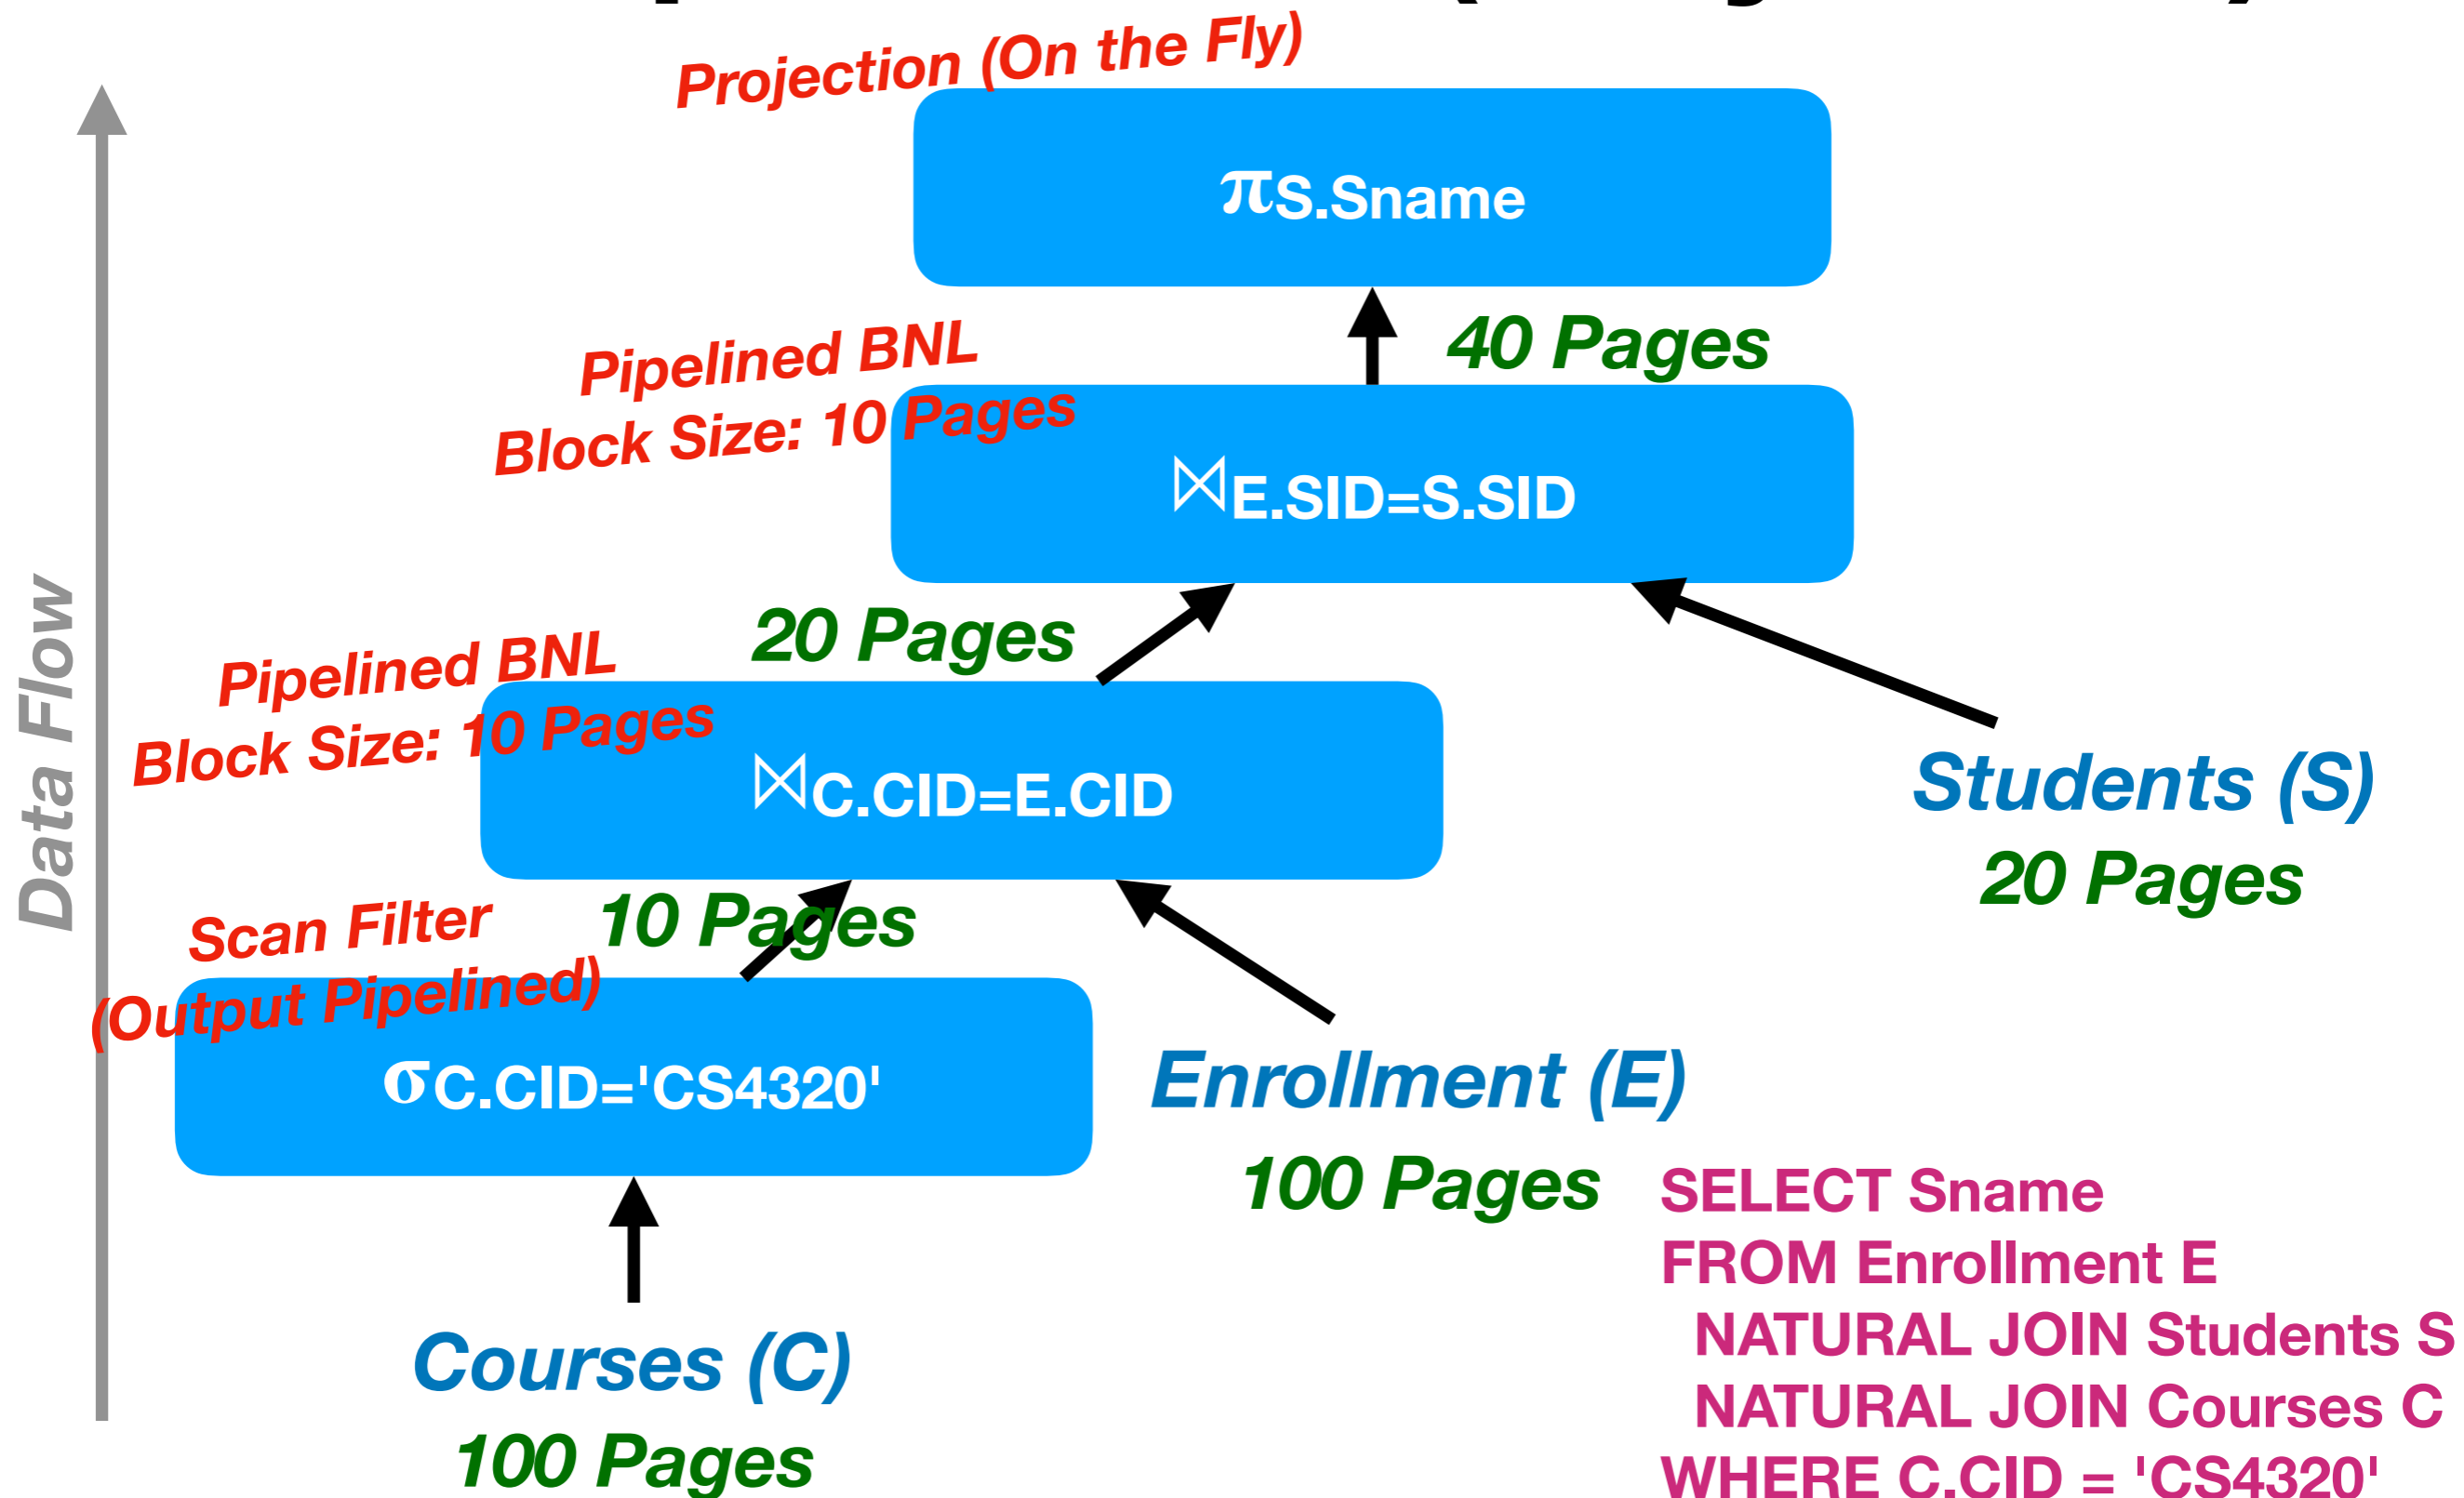 Projection (On the Fly)
πS.Sname
40 Pages
Pipelined BNL
Block Size: 10 Pages
⋈E.SID=S.SID
20 Pages
Pipelined BNL
Block Size: 10 Pages
⋈C.CID=E.CID
Students (S)
20 Pages
Data Flow
Scan Filter
(Output Pipelined)
10 Pages
σC.CID='CS4320'
Enrollment (E)
100 Pages
Courses (C)
100 Pages
SELECT Sname
FROM Enrollment E
NATURAL JOIN Students S
NATURAL JOIN Courses C
WHERE C.CID = 'CS4320'